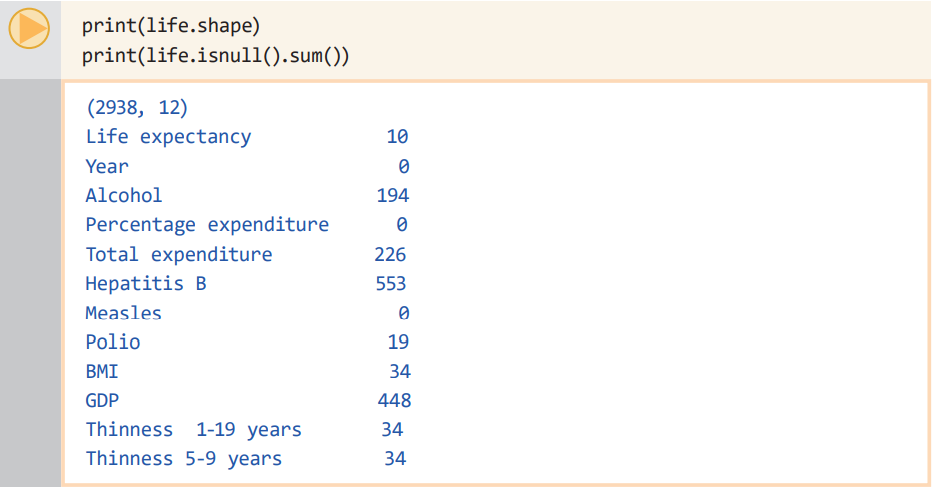 print(life.shape)
print(life.isnull().sum())
(2938, 12)
Life expectancy 10
Year 0
Alcohol 194
Percentage expenditure 0
Total expenditure 226
Hepatitis B 553
Measles 0
Polio 19
BMI 34
GDP 448
Thinness 1-19 years 34
Thinness 5-9 years 34